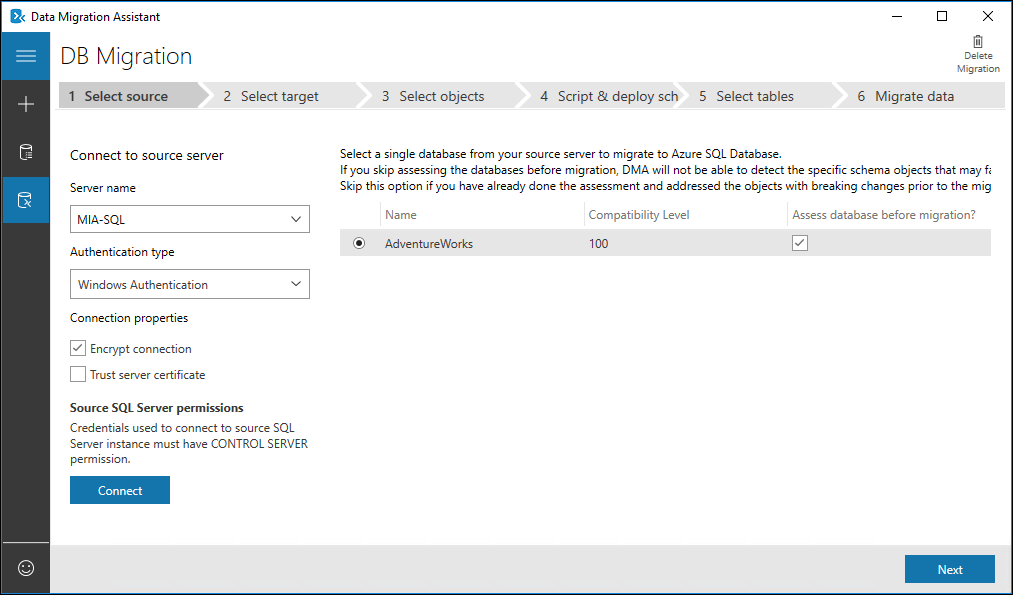 Data Migration Assistant
DB Migration
Delete
Migration
1 Select source
2 Select target
3 Select objects
4 Script & deploy sch
5 Select tables
6 Migrate data
Connect to source server
Server name
MIA-SQL
Authentication type
Windows Authentication
Connection properties
Encrypt connection
Trust server certificate
Source SQL Server permissions
Credentials used to connect to source SQL
Server instance must have CONTROL SERVER
permission.
Connect
Select a single database from your source server to migrate to Azure SQL Database.
If you skip assessing the databases before migration, DMA will not be able to detect the specific schema objects that may fa
Skip this option if you have already done the assessment and addressed the objects with breaking changes prior to the mig
Name Compatibility Level Assess database before migration?
AdventureWorks 100
Next